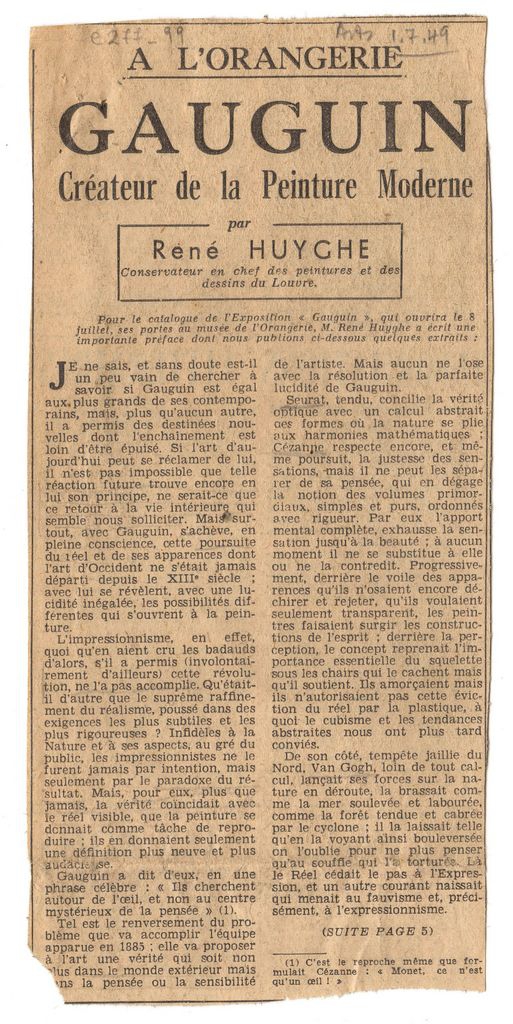 c 277_99
Arts 1.7.49
A L'ORANGERIE
GAUGUIN
Créateur de la Peinture Moderne
par
René HUYGHE
Conservateur en chef des peintures et des
dessins du Louvre.
Pour le catalogue de l'Exposition « Gauguin », qui ouvrira le 8
juillet, ses portes au musée de l'Orangerie, M. René Huyghe a écrit une
importante préface dont nous publions ci-dessous quelques extraits :
JE ne sais, et sans doute est-il
un peu vain de chercher à
savoir si Gauguin est égal
aux plus grands de ses contempo-
rains, mais, plus qu'aucun autre,
il a permis des destinées nou-
velles dont l'enchaînement est
loin d'être épuisé. Si l'art d'au-
jourd'hui peut se réclamer de lui,
il n'est pas impossible que telle
réaction future trouve encore en
lui son principe, ne serait-ce que
ce retour à la vie intérieure qui
semble nous solliciter. Mais sur-
tout, avec Gauguin, s'achève, en
pleine conscience, cette poursuite
du réel et de ses apparences dont
l'art d'Occident ne s'était jamais
départi depuis le XIIIe siècle ;
avec lui se révèlent, avec une lu-
cidité inégalée, les possibilités dif-
férentes qui s'ouvrent à la pein-
ture.
L'impressionnisme, en effet,
quoi qu'en aient cru les badauds
d'alors, s'il a permis (involontai-
rement d'ailleurs) cette révolu-
tion, ne l'a pas accomplie. Qu'était-
il d'autre que le suprême raffine-
ment du réalisme, poussé dans des
exigences les plus subtiles et les
plus rigoureuses ? Infidèles à la
Nature et à ses aspects, au gré du
public, les impressionnistes ne le
furent jamais par intention, mais
seulement par le paradoxe du ré-
sultat. Mais, pour eux, plus que
jamais, la vérité coïncidait avec
le réel visible, que la peinture se
donnait comme tâche de repro-
duire ; ils en donnaient seulement
une définition plus neuve et plus
audacieuse.
Gauguin a dit d'eux, en une
phrase célèbre : « Ils cherchent
autour de l'œil, et non au centre
mystérieux de la pensée » (1).
Tel est le renversement du pro-
blème que va accomplir l'équipe
apparue en 1885 ; elle va proposer
à l'art une vérité qui soit non
plus dans le monde extérieur mais
ns la pensée ou la sensibilité
de l'artiste. Mais aucun ne l'ose
avec la résolution et la parfaite
lucidité de Gauguin.
Seurat, tendu, concilie la vérité
optique avec un calcul abstrait
des formes où la nature se plie
aux harmonies mathématiques ;
Cézanne respecte encore, et mê-
me poursuit, la justesse des sen-
sations, mais il ne peut les sépa-
rer de sa pensée, qui en dégage
la notion des volumes primor-
diaux, simples et purs, ordonnés
avec rigueur. Par eux l'apport
mental complète, exhausse la sen-
sation jusqu'à la beauté ; à aucun
moment il ne se substitue à elle
ou ne la contredit. Progressive-
ment, derrière le voile des appa-
rences qu'ils n'osaient encore dé-
chirer et rejeter, qu'ils voulaient
seulement transparent, les pein-
tres faisaient surgir les construc-
tions de l'esprit ; derrière la per-
ception, le concept reprenait l'im-
portance essentielle du squelette
sous les chairs qui le cachent mais
qu'il soutient. Ils amorçaient mais
ils n'autorisaient pas cette évic-
tion du réel par la plastique, à
quoi le cubisme et les tendances
abstraites nous ont plus tard
conviés.
De son côté, tempête jaillie du
Nord, Van Gogh, loin de tout cal-
cul, lançait ses forces sur la na-
ture en déroute, la brassait com-
me la mer soulevée et labourée,
comme la forêt tendue et cabrée
par le cyclone ; il la laissait telle
qu'en la voyant ainsi bouleversée
on l'oublie pour ne plus penser
qu'au souffle qui l'a torturée. Là
le Réel cédait le pas à l'Expres-
sion, et un autre courant naissait
qui menait au fauvisme et, préci-
sément, à l'expressionnisme.
(SUITE PAGE 5)
(1) C'est le reproche même que for-
mulait Cézanne : « Monet, ce n'est
qu'un œil ! »